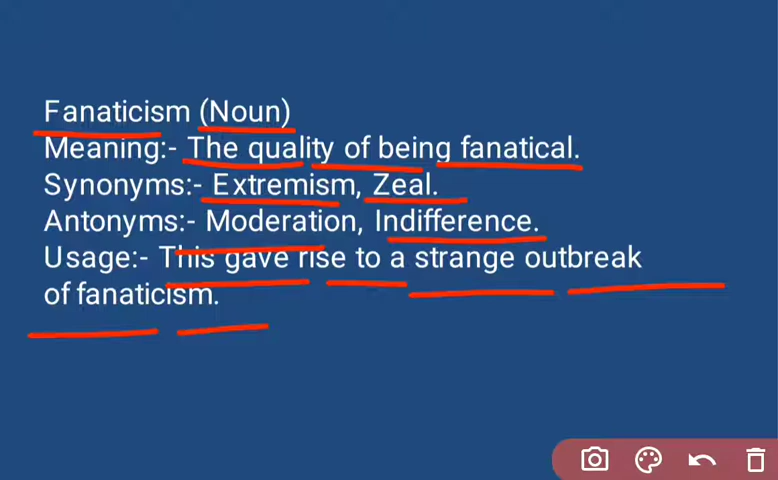 Fanaticism (Noun)
Meaning:- The quality of being fanatical.
Synonyms:- Extremism, Zeal.
Antonyms:- Moderation, Indifference.
Usage:- This gave rise to a strange outbreak
of fanaticism.